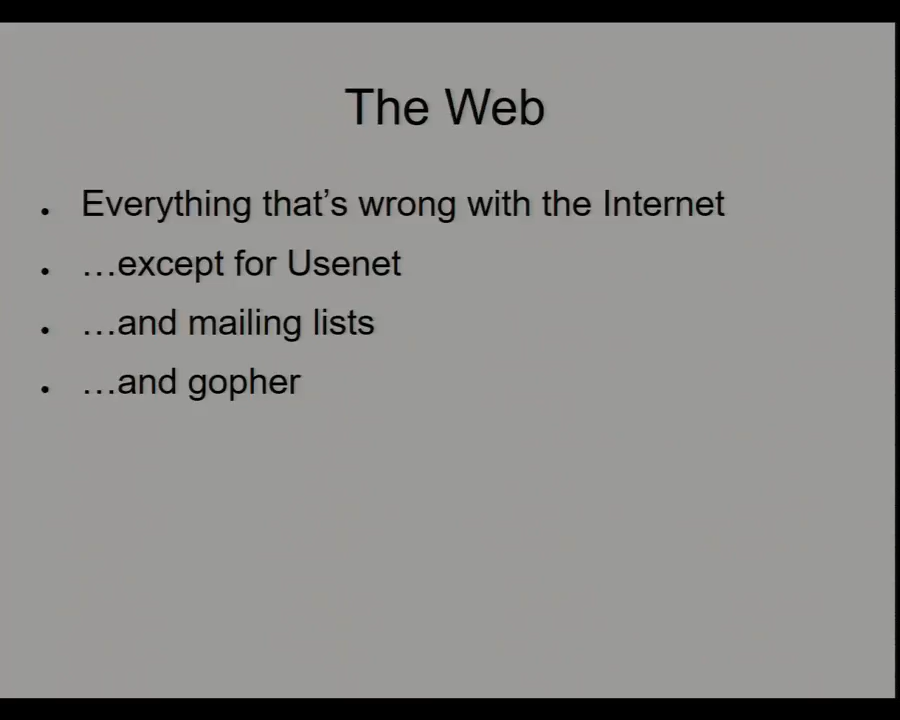 The Web
• Everything that’s wrong with the Internet
• …except for Usenet
• …and mailing lists
• …and gopher